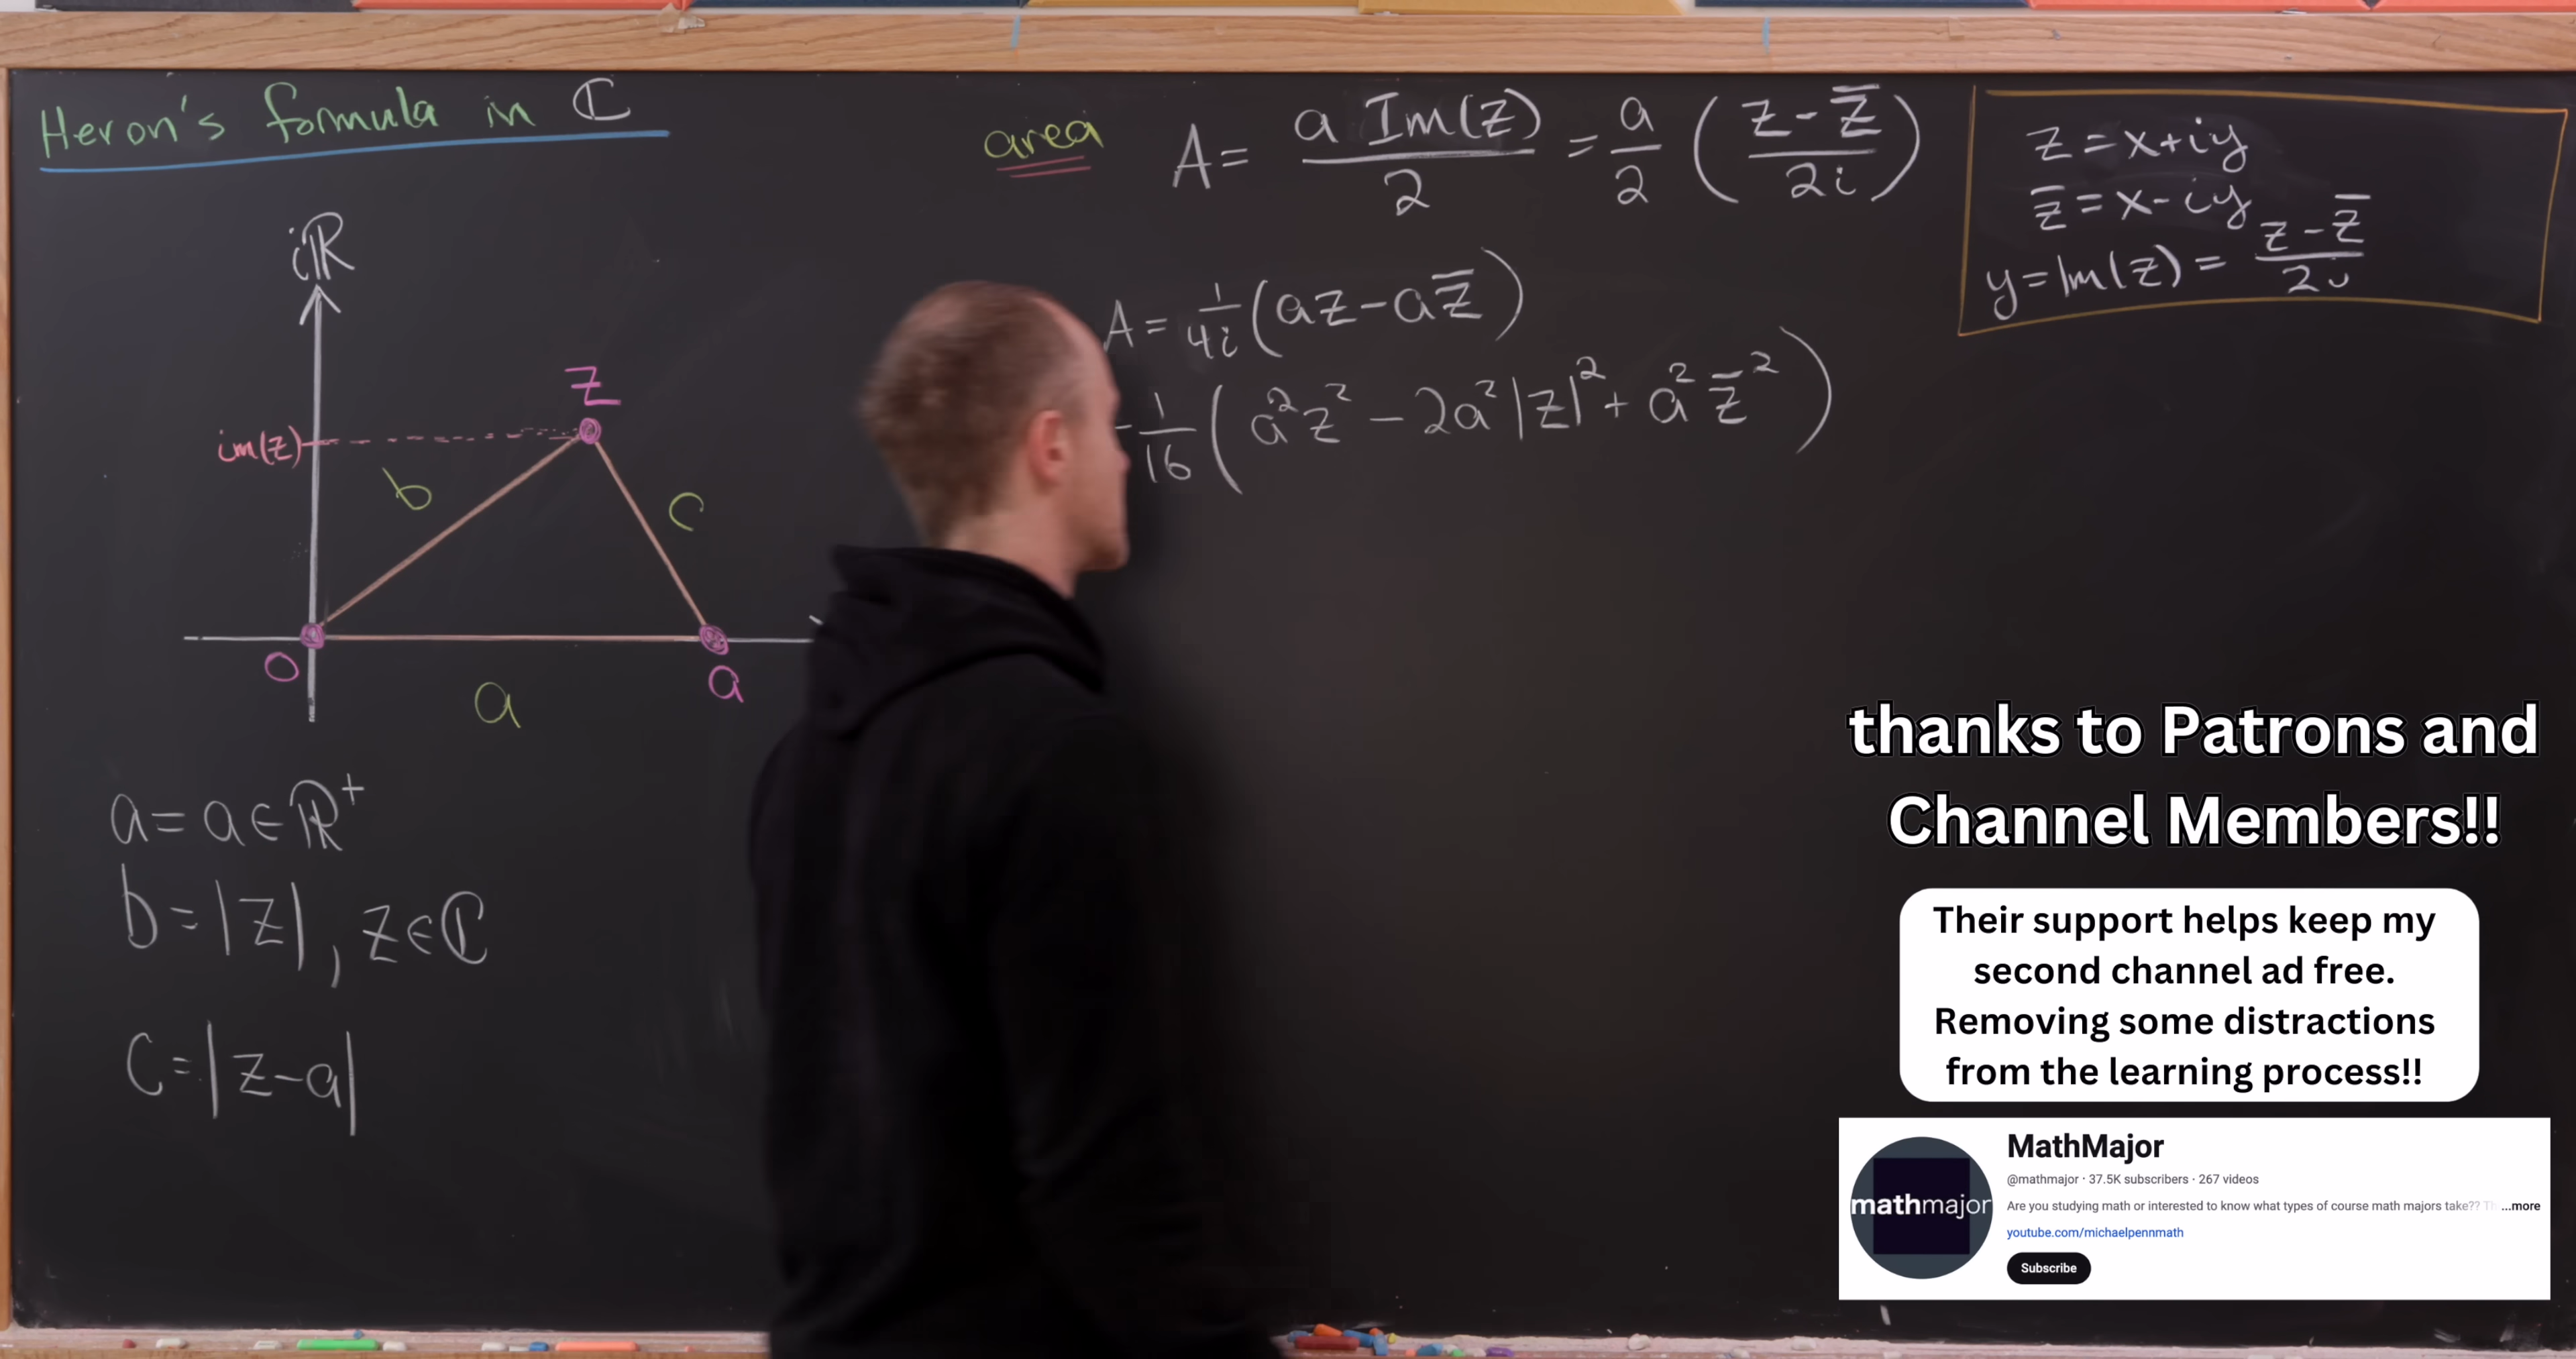 Heron's formula in ℂ
iℝ
z
im(z)
b
c
0
a
a
a = a ∈ ℝ⁺
b = |z|, z ∈ ℂ
c = |z-a|
area A = a Im(z) / 2 = a/2 ( (z - z̄) / 2i )
A = 1/4i (az - az̄)
-1/16 (a²z² - 2a²|z|² + a²z̄²)
z = x+iy
z̄ = x-iy
y = Im(z) = (z - z̄) / 2i
thanks to Patrons and
Channel Members!!
Their support helps keep my
second channel ad free.
Removing some distractions
from the learning process!!
mathmajor
MathMajor
@mathmajor · 37.5K subscribers · 267 videos
Are you studying math or interested to know what types of course math majors take?? ...more
youtube.com/michaelpennmath
Subscribe